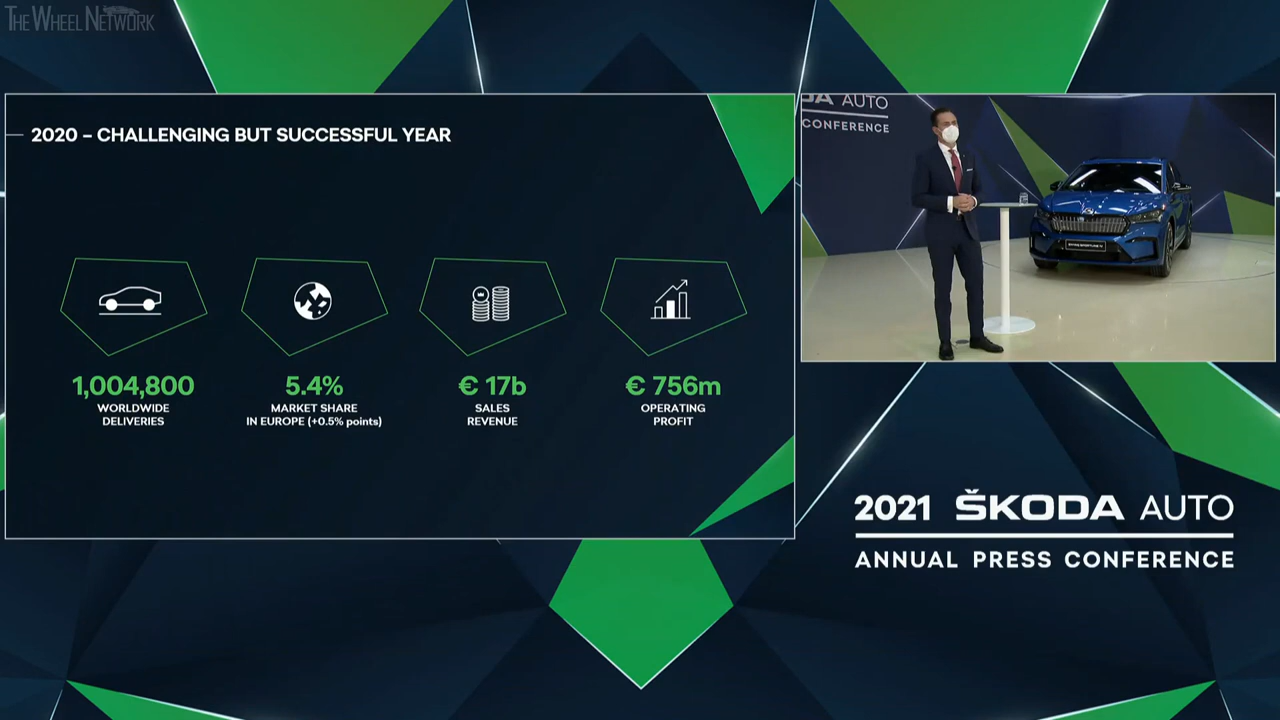 THE WHEEL NETWORK
2020 – CHALLENGING BUT SUCCESSFUL YEAR
1,004,800
WORLDWIDE
DELIVERIES
5.4%
MARKET SHARE
IN EUROPE (+0.5% points)
€ 17b
SALES
REVENUE
€ 756m
OPERATING
PROFIT
DA AUTO
CONFERENCE
2021 ŠKODA AUTO
ANNUAL PRESS CONFERENCE